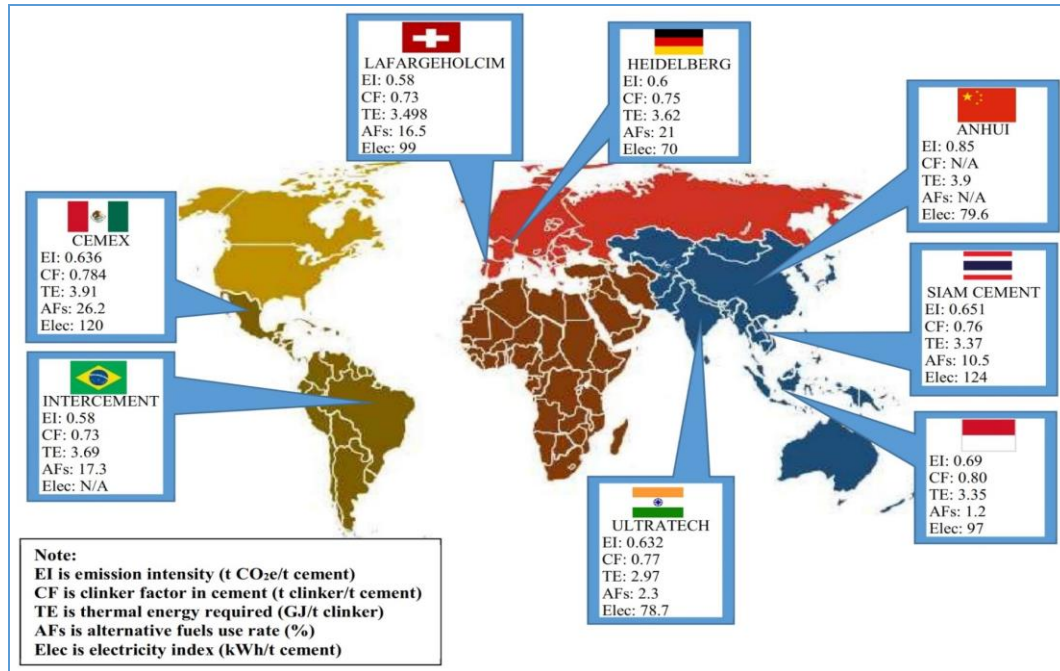 LAFARGEHOLCIM
EI: 0.58
CF: 0.73
TE: 3.498
AFs: 16.5
Elec: 99
HEIDELBERG
EI: 0.6
CF: 0.75
TE: 3.62
AFs: 21
Elec: 70
ANHUI
EI: 0.85
CF: N/A
TE: 3.9
AFs: N/A
Elec: 79.6
CEMEX
EI: 0.636
CF: 0.784
TE: 3.91
AFs: 26.2
Elec: 120
SIAM CEMENT
EI: 0.651
CF: 0.76
TE: 3.37
AFs: 10.5
Elec: 124
INTERCEMENT
EI: 0.58
CF: 0.73
TE: 3.69
AFs: 17.3
Elec: N/A
EI: 0.69
CF: 0.80
TE: 3.35
AFs: 1.2
Elec: 97
ULTRATECH
EI: 0.632
CF: 0.77
TE: 2.97
AFs: 2.3
Elec: 78.7
Note:
EI is emission intensity (t CO₂e/t cement)
CF is clinker factor in cement (t clinker/t cement)
TE is thermal energy required (GJ/t clinker)
AFs is alternative fuels use rate (%)
Elec is electricity index (kWh/t cement)